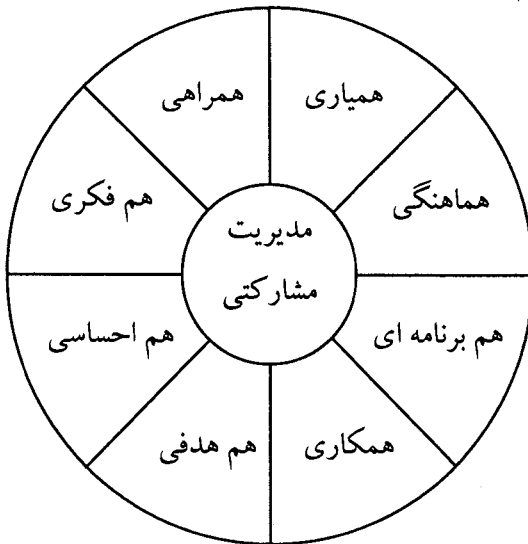 همیاری
همراهی
هماهنگی
هم فکری
مدیریت
مشارکتی
هم برنامه ای
هم احساسی
همکاری
هم هدفی